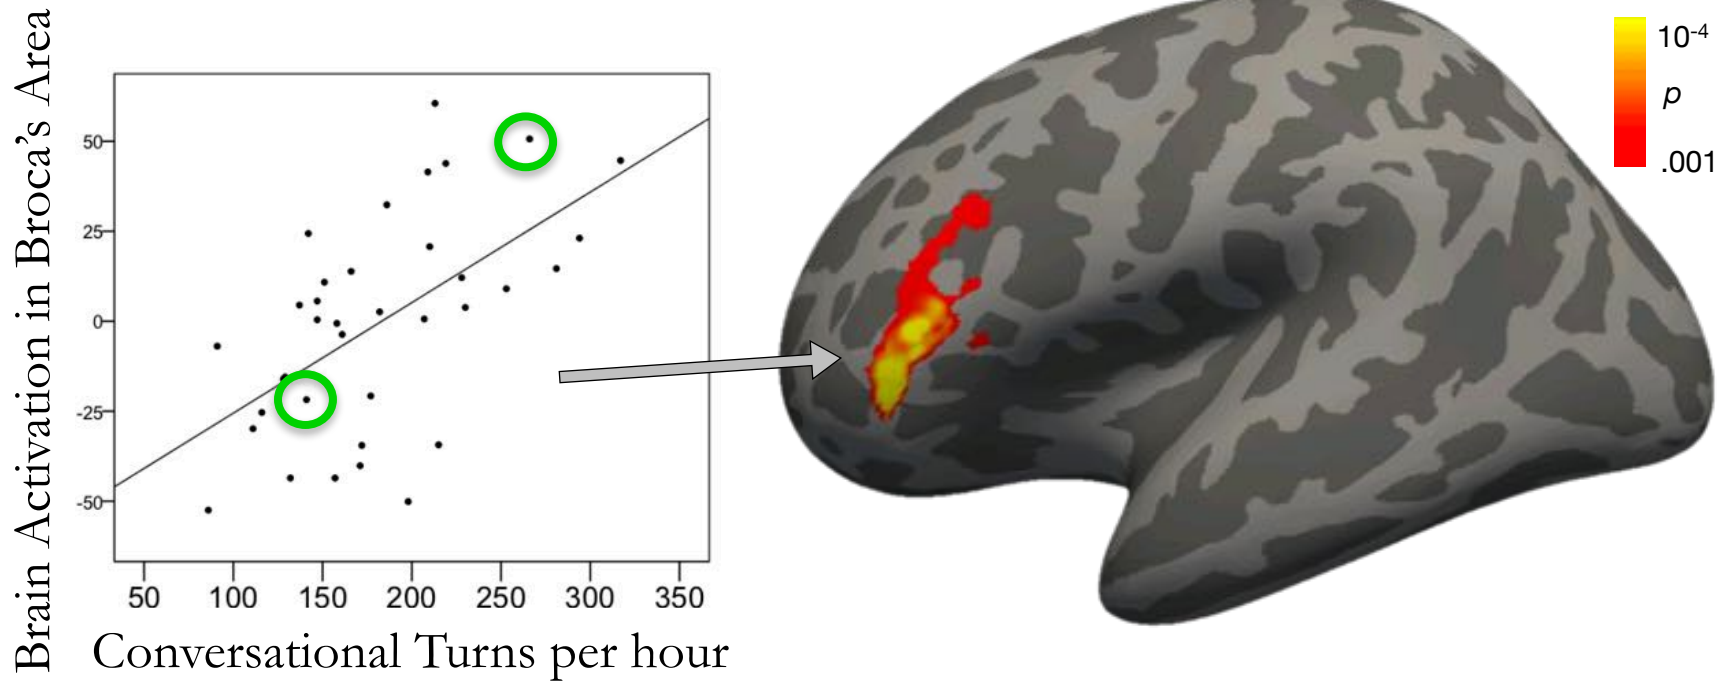 Brain Activation in Broca’s Area
50
25
0
-25
-50
50 100 150 200 250 300 350
Conversational Turns per hour
10-4
p
.001